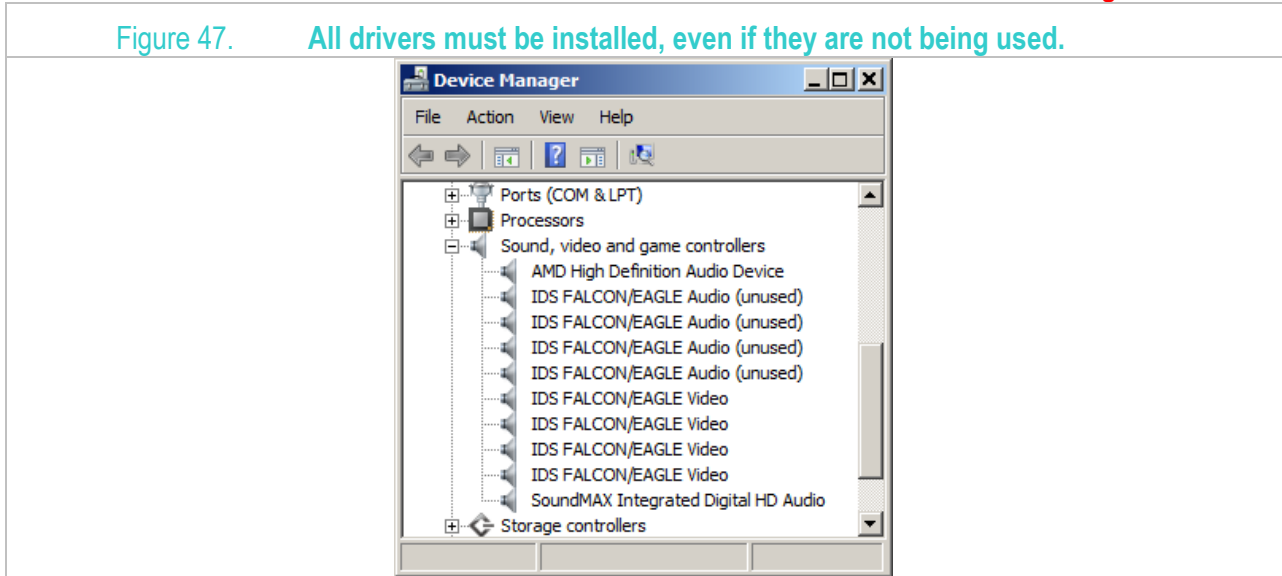 Figure 47. All drivers must be installed, even if they are not being used.
Device Manager
File Action View Help
Ports (COM & LPT)
Processors
Sound, video and game controllers
AMD High Definition Audio Device
IDS FALCON/EAGLE Audio (unused)
IDS FALCON/EAGLE Audio (unused)
IDS FALCON/EAGLE Audio (unused)
IDS FALCON/EAGLE Audio (unused)
IDS FALCON/EAGLE Video
IDS FALCON/EAGLE Video
IDS FALCON/EAGLE Video
IDS FALCON/EAGLE Video
SoundMAX Integrated Digital HD Audio
Storage controllers